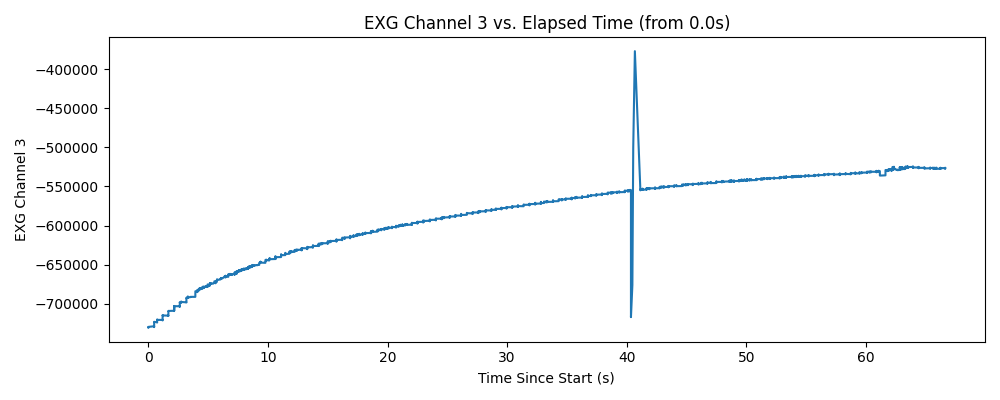 EXG Channel 3 vs. Elapsed Time (from 0.0s)
−400000
−450000
−500000
−550000
−600000
−650000
−700000
EXG Channel 3
0 10 20 30 40 50 60
Time Since Start (s)